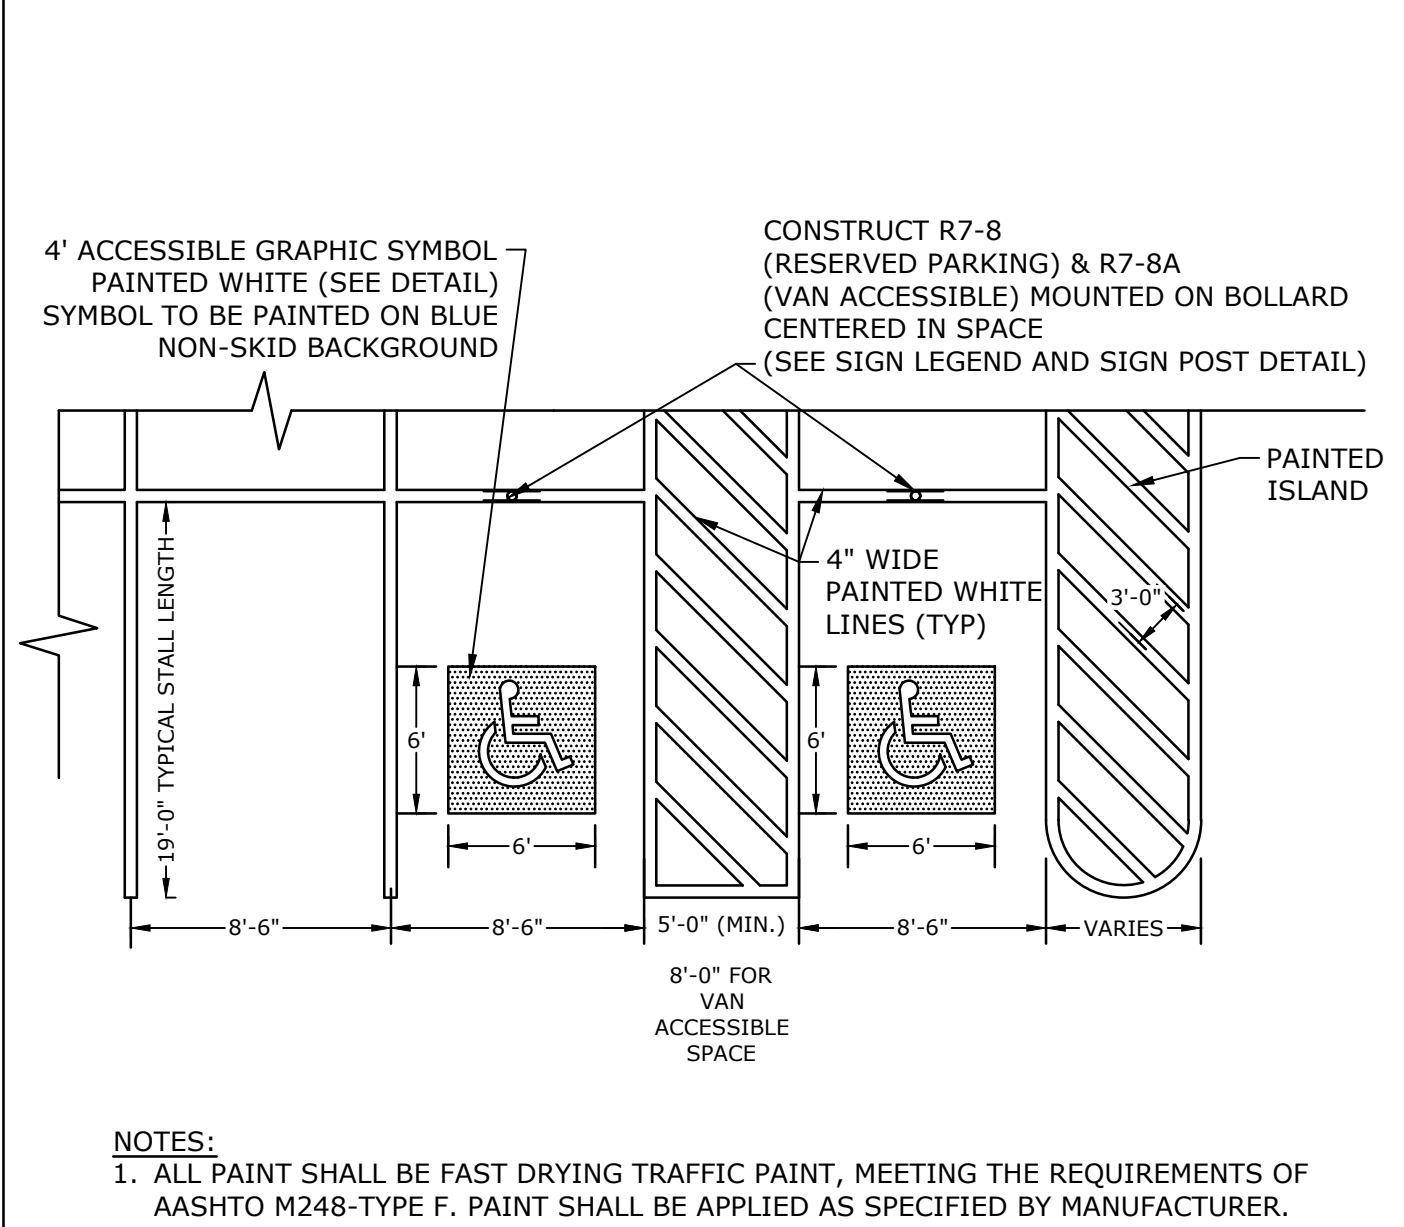 4' ACCESSIBLE GRAPHIC SYMBOL
PAINTED WHITE (SEE DETAIL)
SYMBOL TO BE PAINTED ON BLUE
NON-SKID BACKGROUND
CONSTRUCT R7-8
(RESERVED PARKING) & R7-8A
(VAN ACCESSIBLE) MOUNTED ON BOLLARD
CENTERED IN SPACE
(SEE SIGN LEGEND AND SIGN POST DETAIL)
PAINTED
ISLAND
4" WIDE
PAINTED WHITE
LINES (TYP)
3'-0"
19'-0" TYPICAL STALL LENGTH
6'
6'
6'
6'
8'-6"
8'-6"
5'-0" (MIN.)
8'-6"
VARIES
8'-0" FOR
VAN
ACCESSIBLE
SPACE
NOTES:
1. ALL PAINT SHALL BE FAST DRYING TRAFFIC PAINT, MEETING THE REQUIREMENTS OF
AASHTO M248-TYPE F. PAINT SHALL BE APPLIED AS SPECIFIED BY MANUFACTURER.